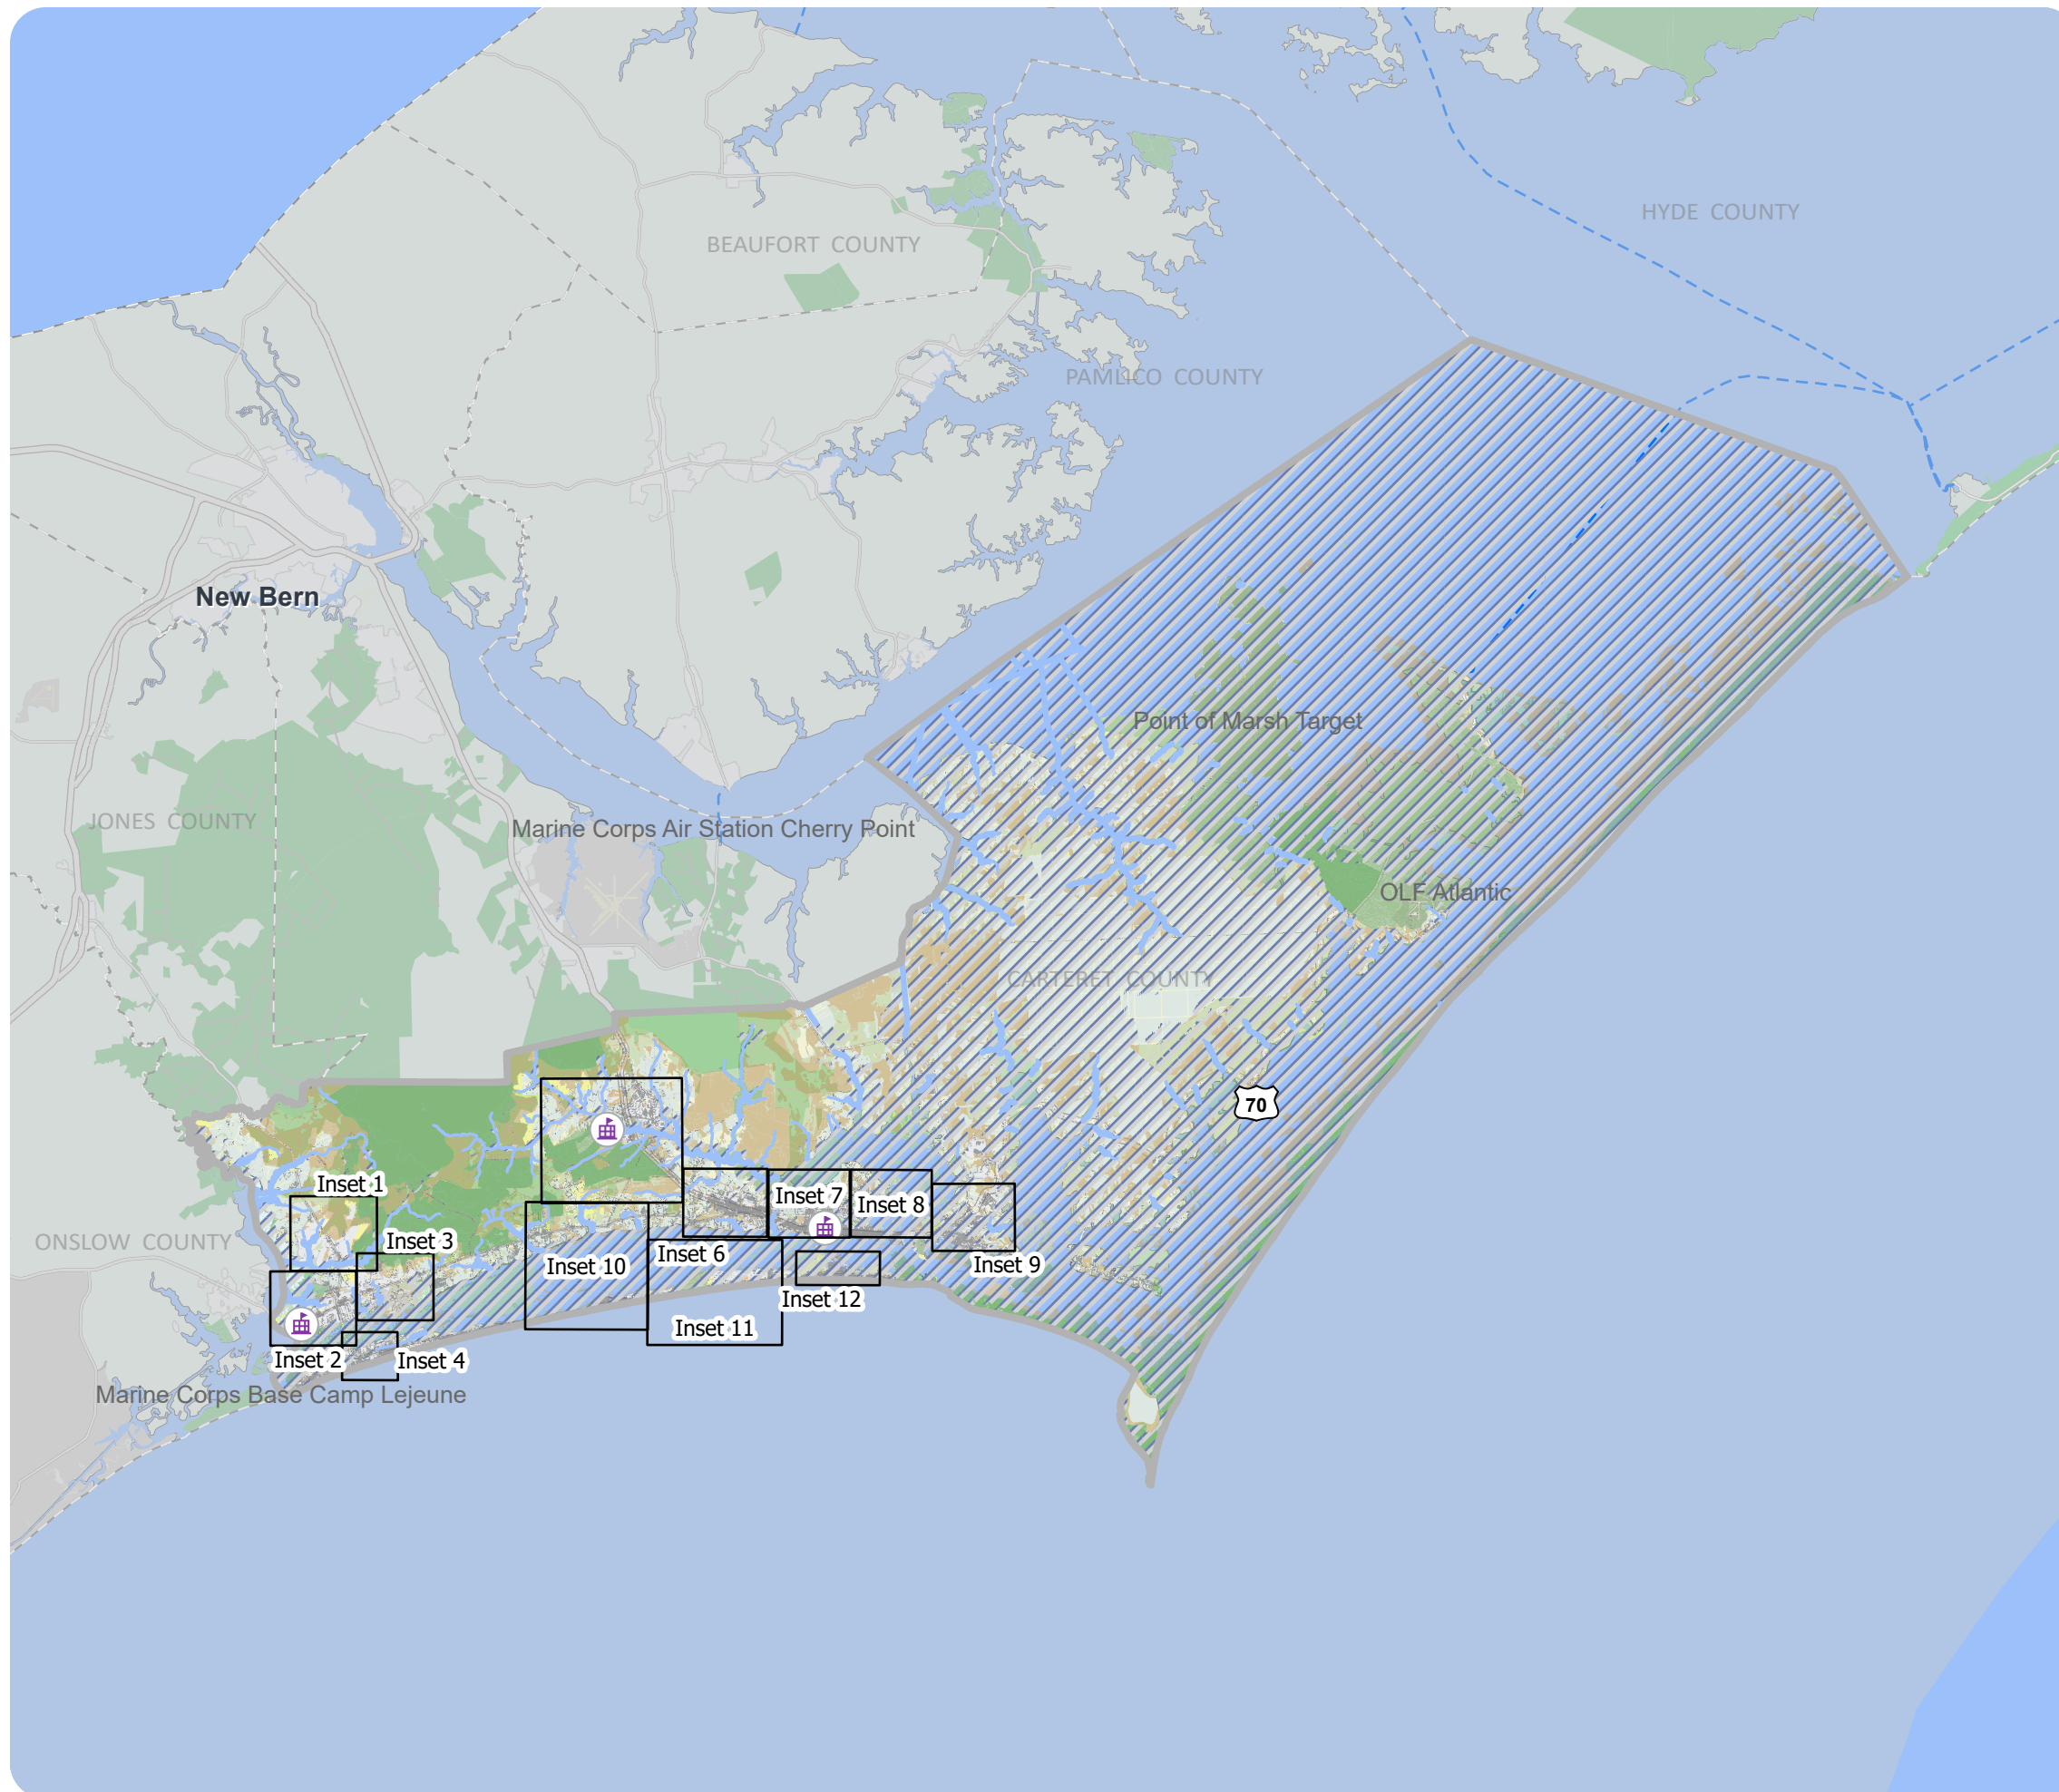 HYDE COUNTY
BEAUFORT COUNTY
PAMLICO COUNTY
New Bern
Point of Marsh Target
JONES COUNTY
Marine Corps Air Station Cherry Point
OLF Atlantic
CARTERET COUNTY
70
Inset 1
Inset 7
Inset 8
ONSLOW COUNTY
Inset 3
Inset 6
Inset 10
Inset 9
Inset 12
Inset 11
Inset 2
Inset 4
Marine Corps Base Camp Lejeune